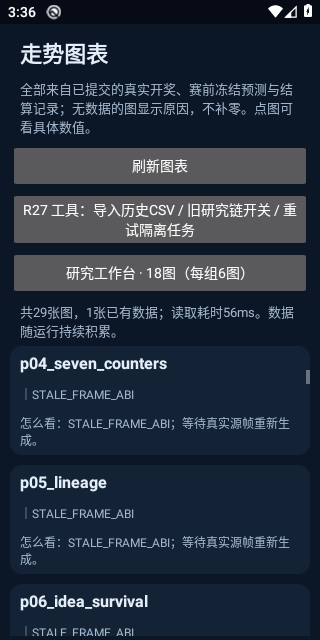 3:36
走势图表
全部来自已提交的真实开奖、赛前冻结预测与结
算记录；无数据的图显示原因，不补零。点图可
看具体数值。
刷新图表
R27 工具：导入历史CSV / 旧研究链开关 / 重
试隔离任务
研究工作台 · 18图（每组6图）
共29张图，1张已有数据；读取耗时56ms。数据
随运行持续积累。
p04_seven_counters
｜STALE_FRAME_ABI
怎么看：STALE_FRAME_ABI；等待真实源帧重新生
成。
p05_lineage
｜STALE_FRAME_ABI
怎么看：STALE_FRAME_ABI；等待真实源帧重新生
成。
p06_idea_survival
｜STALE_FRAME_ABI